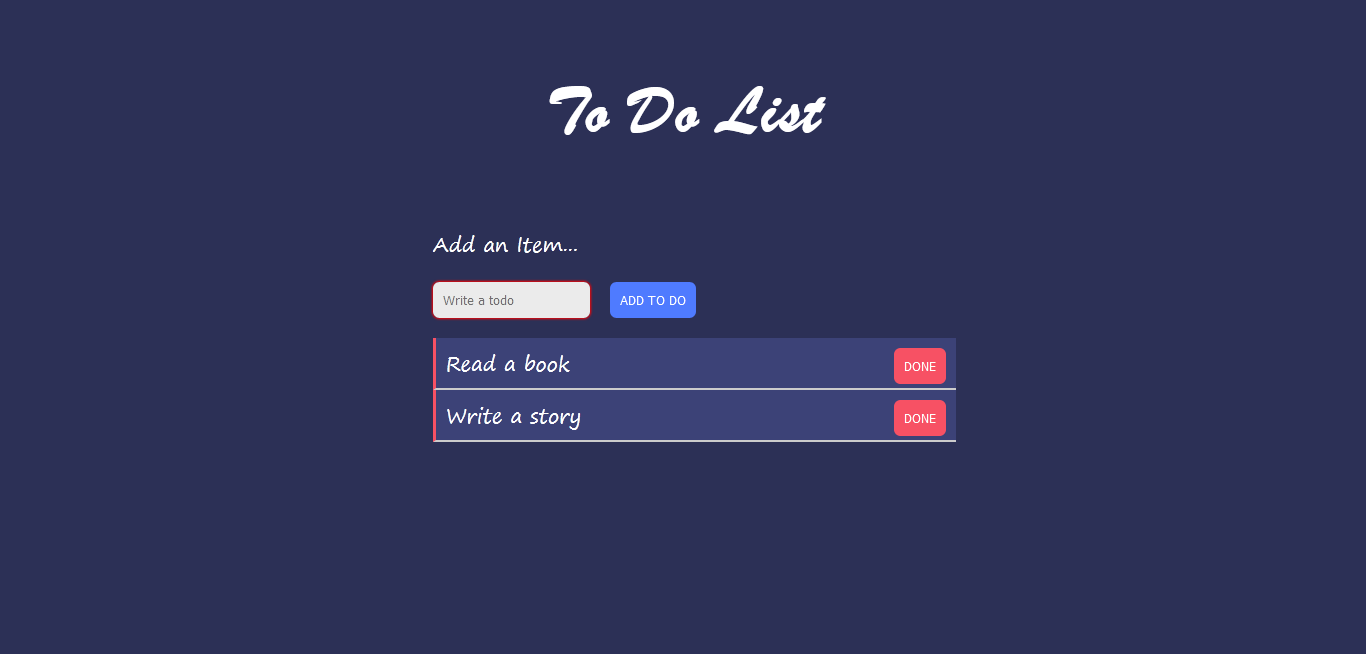 To Do List
Add an Item...
Write a todo
ADD TO DO
Read a book
DONE
Write a story
DONE